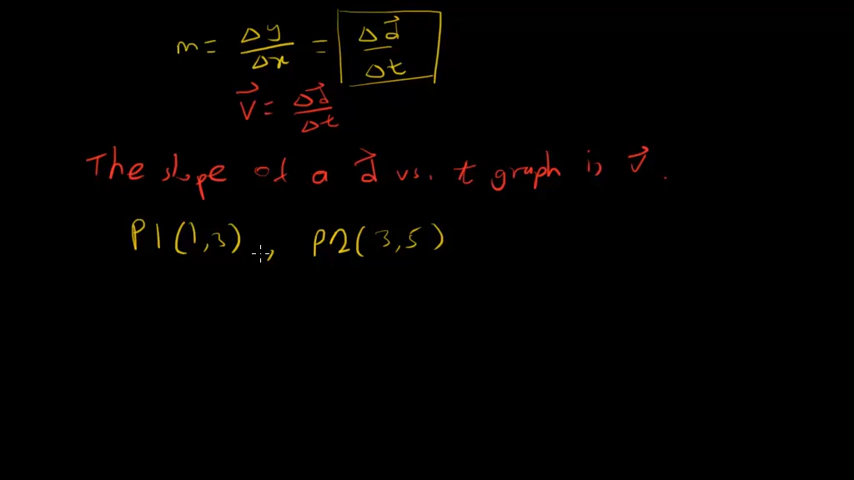 m = Δy/Δx = Δd⃗/Δt
v⃗ = Δd⃗/Δt
The slope of a d⃗ vs. t graph is v⃗.
P1(1,3), P2(3,5)